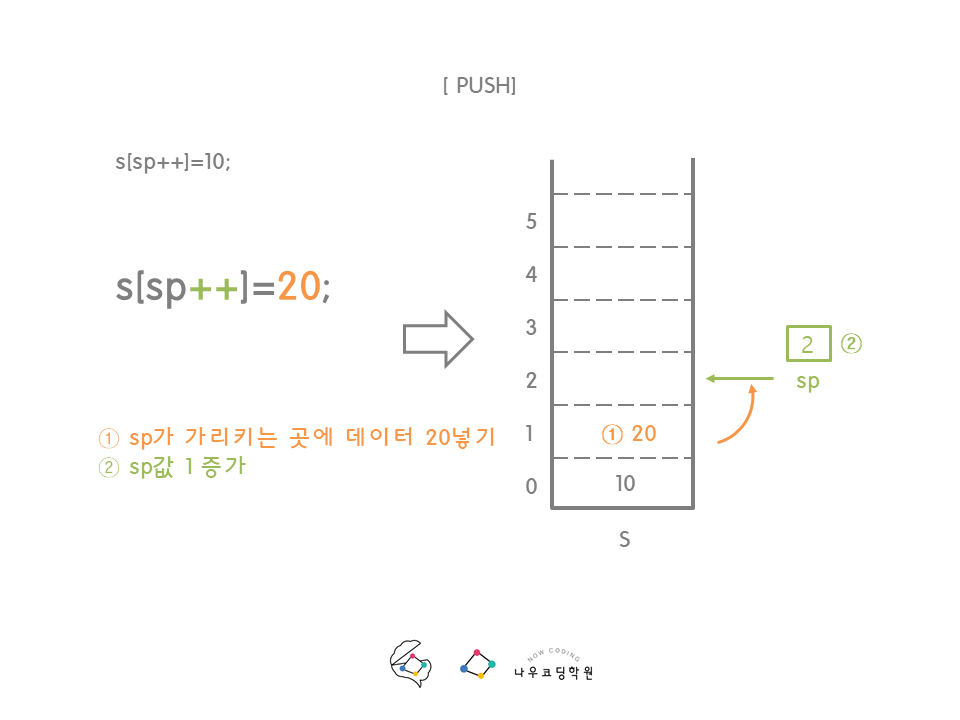 [ PUSH]
s[sp++]=10;
s[sp++]=20;
① sp가 가리키는 곳에 데이터 20넣기
② sp값 1 증가
5
4
3
2
1
0
① 20
10
S
2 ②
sp
NOW CODING
나우코딩학원